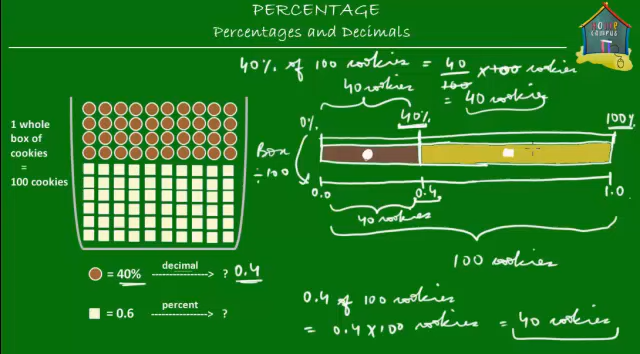 PERCENTAGE
Percentages and Decimals
HOME
CAMPUS
40% of 100 cookies = 40/100 x 100 cookies
= 40 cookies
40 cookies
0% 40% 100%
1 whole
box of
cookies
=
100 cookies
Box
÷100
0.0 0.4 1.0
40 cookies
100 cookies
= 40% decimal ? 0.4
= 0.6 percent ?
0.4 of 100 cookies
= 0.4 x 100 cookies = 40 cookies